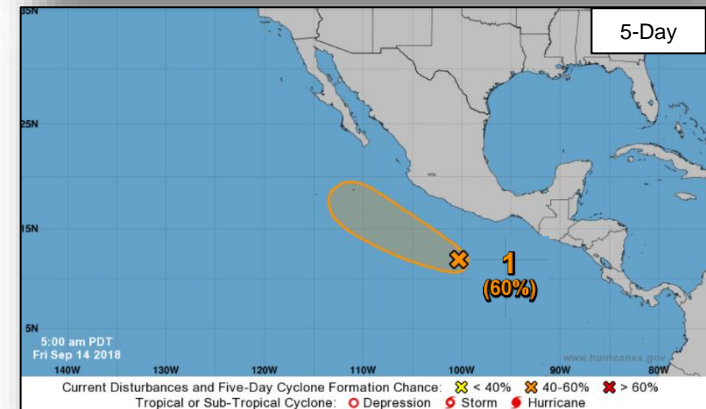 35N
5-Day
25N
15N
1
(60%)
5N
5:00 am PDT
Fri Sep 14 2018
www.hurricanes.gov
140W 130W 120W 110W 100W 90W 80W
Current Disturbances and Five-Day Cyclone Formation Chance: < 40% 40-60% > 60%
Tropical or Sub-Tropical Cyclone: Depression Storm Hurricane